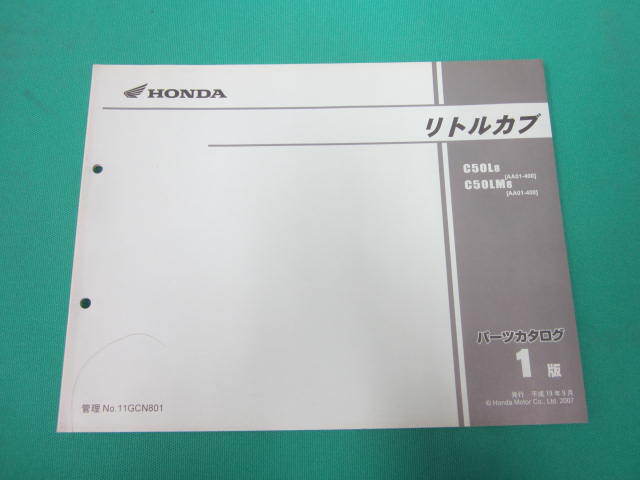 HONDA
リトルカブ
C50L8
[AA01-400]
C50LM8
[AA01-400]
パーツカタログ
1 版
発行 平成19年9月
© Honda Motor Co., Ltd. 2007
管理 No.11GCN801